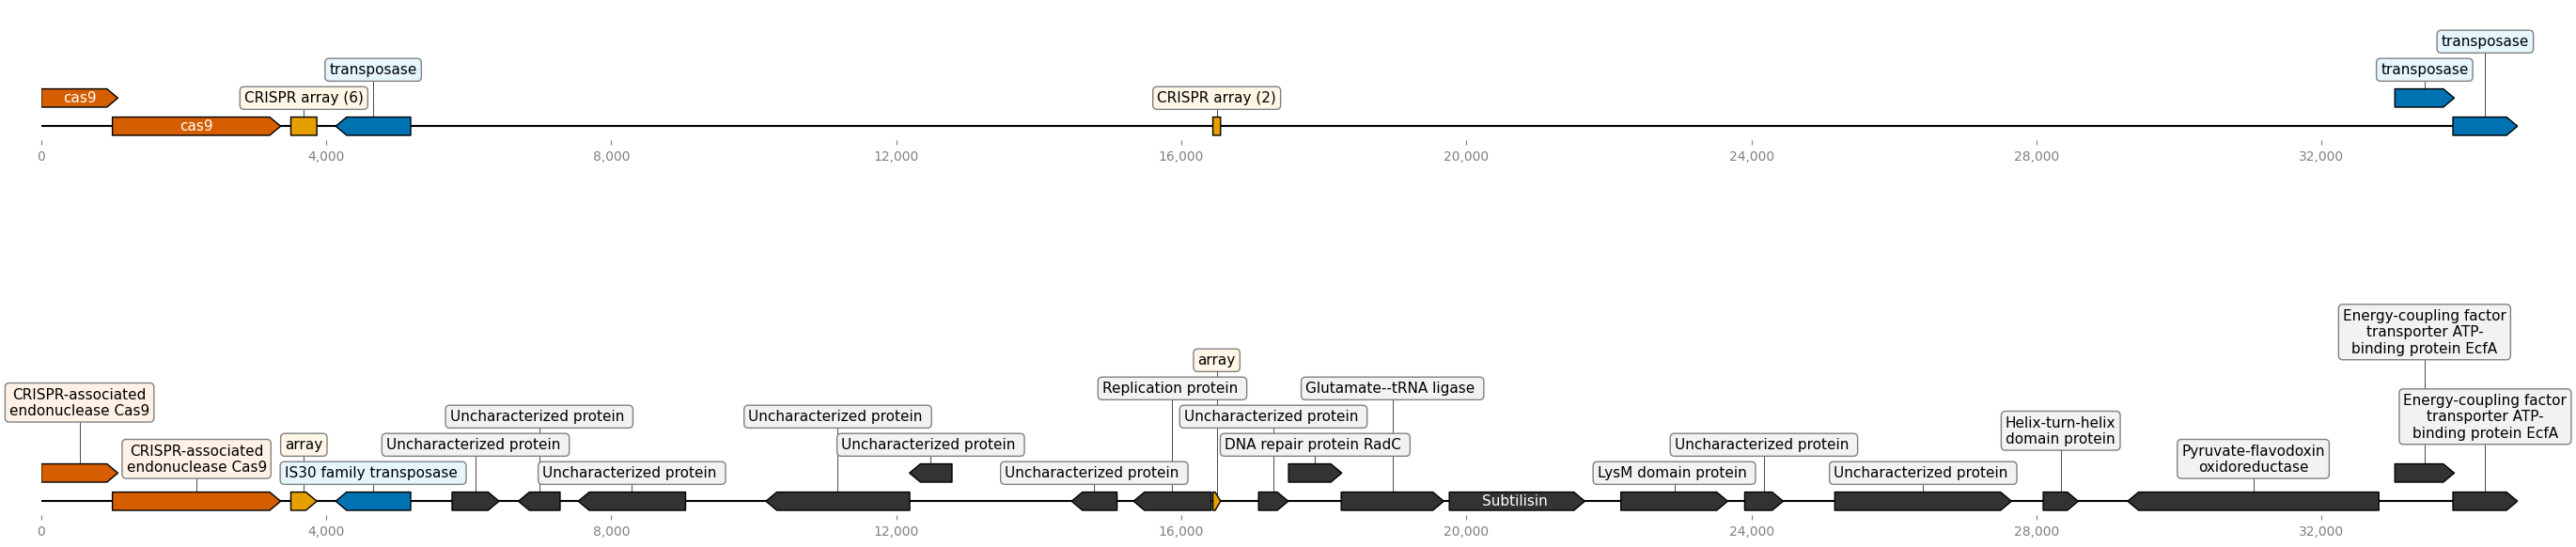 transposase
transposase
transposase
cas9
CRISPR array (6)
CRISPR array (2)
cas9
0
4,000
8,000
12,000
16,000
20,000
24,000
28,000
32,000
Energy-coupling factor
transporter ATP-
binding protein EcfA
array
CRISPR-associated
endonuclease Cas9
Replication protein
Glutamate--tRNA ligase
Energy-coupling factor
transporter ATP-
binding protein EcfA
Uncharacterized protein
Uncharacterized protein
Uncharacterized protein
Helix-turn-helix
domain protein
CRISPR-associated
endonuclease Cas9
array
Uncharacterized protein
Uncharacterized protein
DNA repair protein RadC
Uncharacterized protein
Pyruvate-flavodoxin
oxidoreductase
IS30 family transposase
Uncharacterized protein
Uncharacterized protein
LysM domain protein
Uncharacterized protein
Subtilisin
0
4,000
8,000
12,000
16,000
20,000
24,000
28,000
32,000